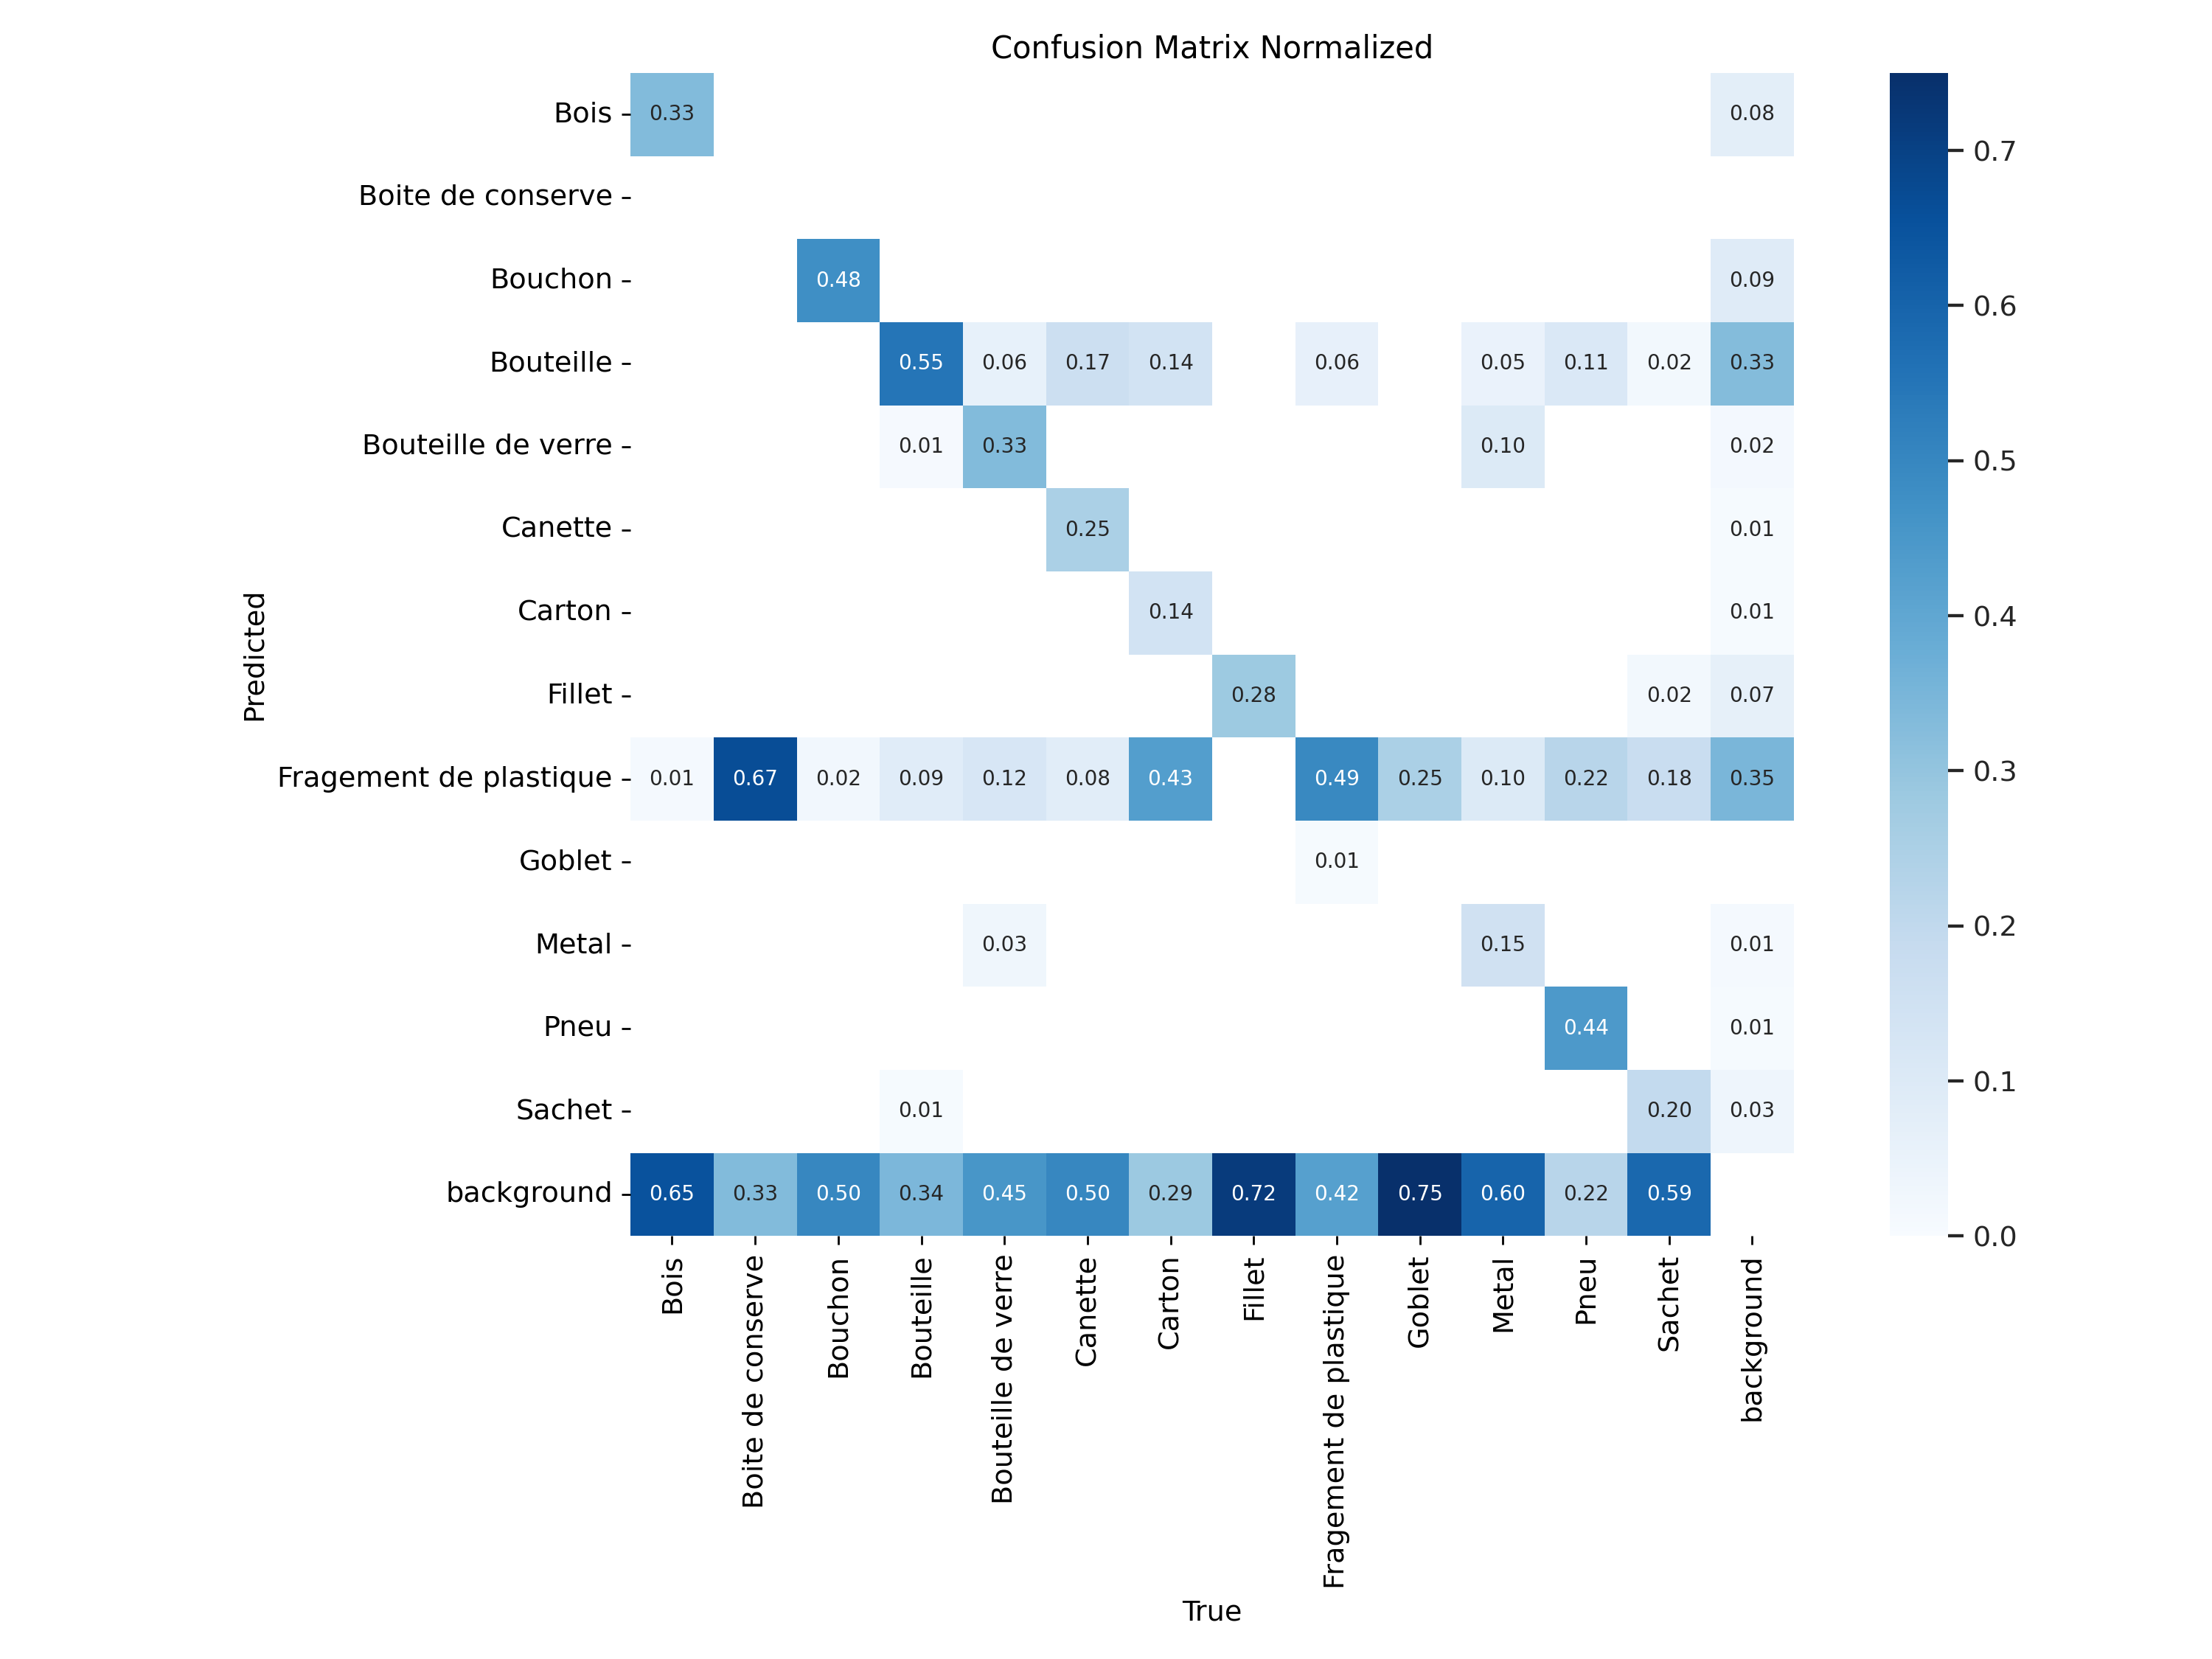 Confusion Matrix Normalized
Bois 0.33 0.08
Boite de conserve
Bouchon 0.48 0.09
Bouteille 0.55 0.06 0.17 0.14 0.06 0.05 0.11 0.02 0.33
Bouteille de verre 0.01 0.33 0.10 0.02
Canette 0.25 0.01
Carton 0.14 0.01
Fillet 0.28 0.02 0.07
Fragement de plastique 0.01 0.67 0.02 0.09 0.12 0.08 0.43 0.49 0.25 0.10 0.22 0.18 0.35
Goblet 0.01
Metal 0.03 0.15 0.01
Pneu 0.44 0.01
Sachet 0.01 0.20 0.03
background 0.65 0.33 0.50 0.34 0.45 0.50 0.29 0.72 0.42 0.75 0.60 0.22 0.59
Predicted
Bois
Boite de conserve
Bouchon
Bouteille
Bouteille de verre
Canette
Carton
Fillet
Fragement de plastique
Goblet
Metal
Pneu
Sachet
background
True
0.7
0.6
0.5
0.4
0.3
0.2
0.1
0.0